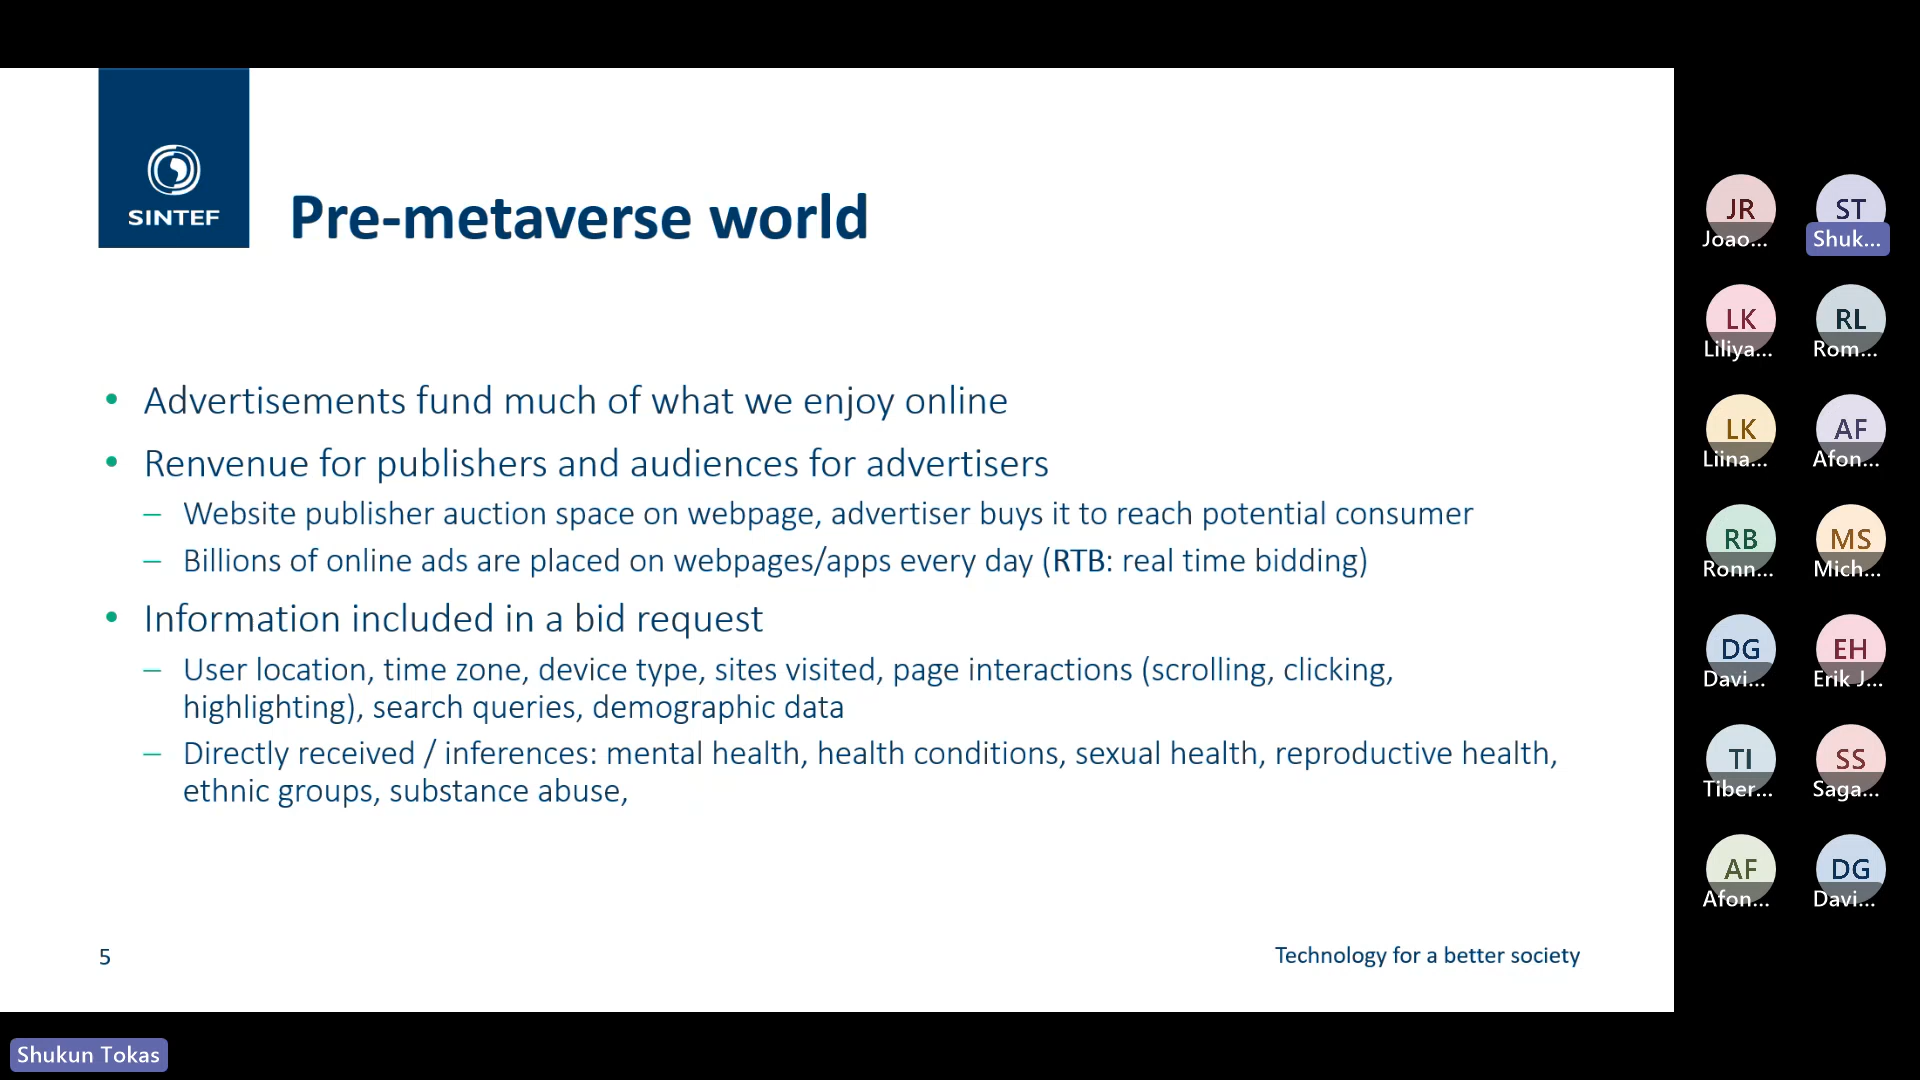 SINTEF
Pre-metaverse world
• Advertisements fund much of what we enjoy online
• Renvenue for publishers and audiences for advertisers
– Website publisher auction space on webpage, advertiser buys it to reach potential consumer
– Billions of online ads are placed on webpages/apps every day (RTB: real time bidding)
• Information included in a bid request
– User location, time zone, device type, sites visited, page interactions (scrolling, clicking,
highlighting), search queries, demographic data
– Directly received / inferences: mental health, health conditions, sexual health, reproductive health,
ethnic groups, substance abuse,
5
Technology for a better society
JR
Joao...
ST
Shuk...
LK
Liliya...
RL
Rom...
LK
Liina...
AF
Afon...
RB
Ronn...
MS
Mich...
DG
Davi...
EH
Erik J...
TI
Tiber...
SS
Saga...
AF
Afon...
DG
Davi...
Shukun Tokas